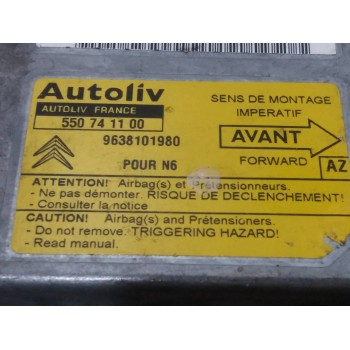 Autoliv
AUTOLIV FRANCE
550 74 11 00
9638101980
POUR N6
SENS DE MONTAGE
IMPERATIF
AVANT
FORWARD
AZ
ATTENTION! Airbag(s) et Prétensionneurs.
- Ne pas démonter. RISQUE DE DECLENCHEMENT!
- Consulter la notice
CAUTION! Airbag(s) and Prétensioners.
- Do not remove. TRIGGERING HAZARD!
- Read manual.